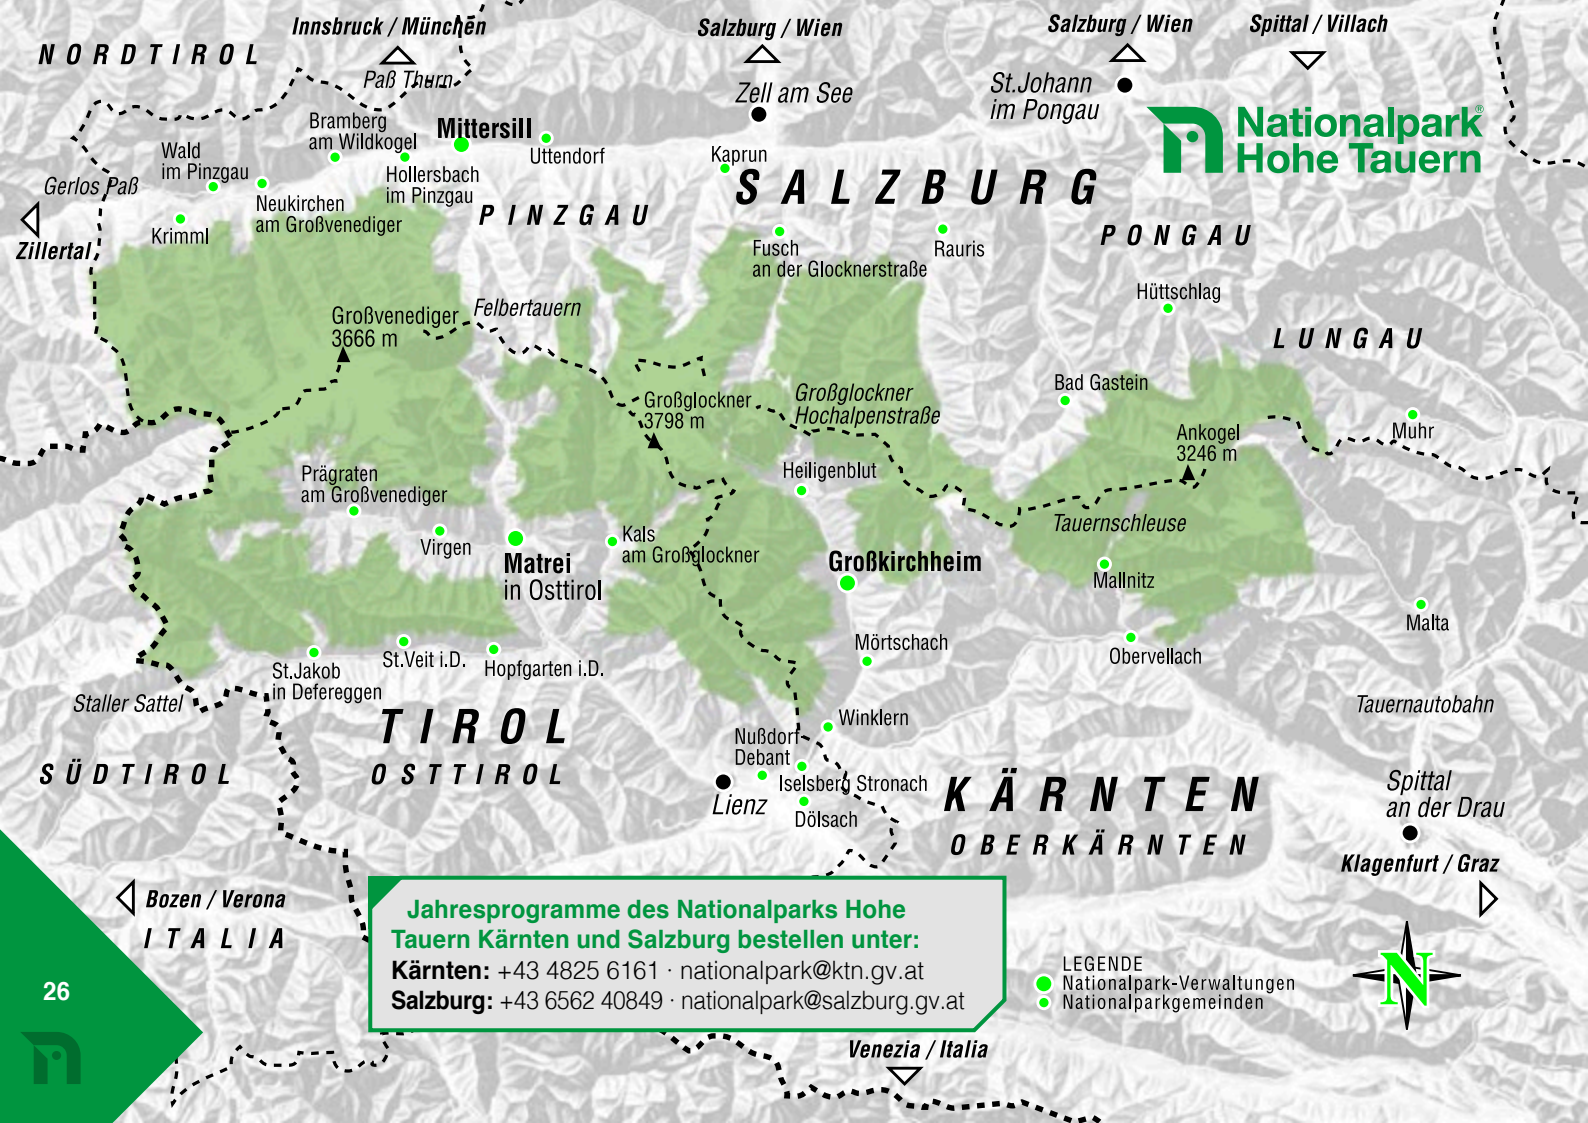 Innsbruck / München
Salzburg / Wien
Salzburg / Wien
Spittal / Villach
NORDTIROL
Paß Thurn
Zell am See
St.Johann
im Pongau
Nationalpark®
Hohe Tauern
Bramberg
am Wildkogel
Mittersill
Uttendorf
Wald
im Pinzgau
Hollersbach
im Pinzgau
Kaprun
Gerlos Paß
Neukirchen
am Großvenediger
SALZBURG
PINZGAU
Krimml
Zillertal
Fusch
an der Glocknerstraße
Rauris
PONGAU
Hüttschlag
Großvenediger
3666 m
Felbertauern
LUNGAU
Großglockner
3798 m
Großglockner
Hochalpenstraße
Bad Gastein
Ankogel
3246 m
Muhr
Prägraten
am Großvenediger
Heiligenblut
Virgen
Matrei
in Osttirol
Kals
am Großglockner
Großkirchheim
Tauernschleuse
Mallnitz
Malta
Obervellach
Mörtschach
St.Jakob
in Defereggen
St.Veit i.D.
Hopfgarten i.D.
Staller Sattel
TIROL
OSTTIROL
SÜDTIROL
Winklern
Nußdorf
Debant
Iselsberg Stronach
Lienz
Dölsach
Tauernautobahn
KÄRNTEN
OBERKÄRNTEN
Spittal
an der Drau
Klagenfurt / Graz
Bozen / Verona
ITALIA
Jahresprogramme des Nationalparks Hohe
Tauern Kärnten und Salzburg bestellen unter:
Kärnten: +43 4825 6161 · nationalpark@ktn.gv.at
Salzburg: +43 6562 40849 · nationalpark@salzburg.gv.at
LEGENDE
Nationalpark-Verwaltungen
Nationalparkgemeinden
N
Venezia / Italia
26